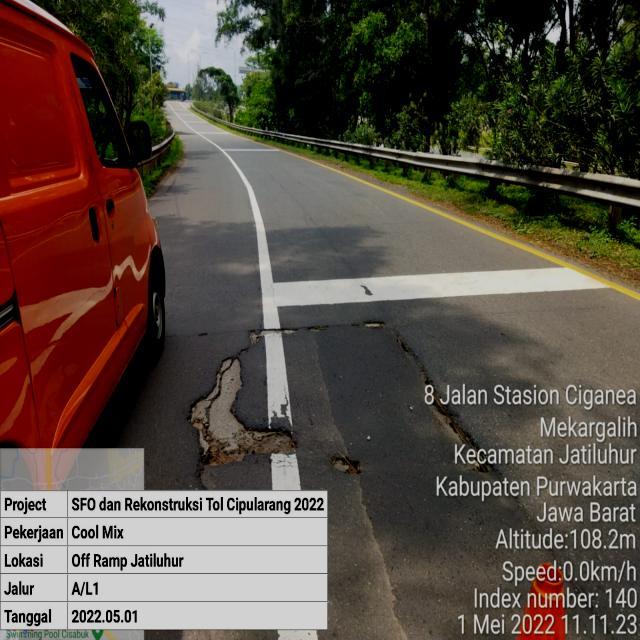 8 Jalan Stasion Ciganea
Mekargalih
Kecamatan Jatiluhur
Kabupaten Purwakarta
Jawa Barat
Altitude:108.2m
Speed:0.0km/h
Index number: 140
1 Mei 2022 11.11.23
Project SFO dan Rekonstruksi Tol Cipularang 2022
Pekerjaan Cool Mix
Lokasi Off Ramp Jatiluhur
Jalur A/L1
Tanggal 2022.05.01
Swimming Pool Cisabuk